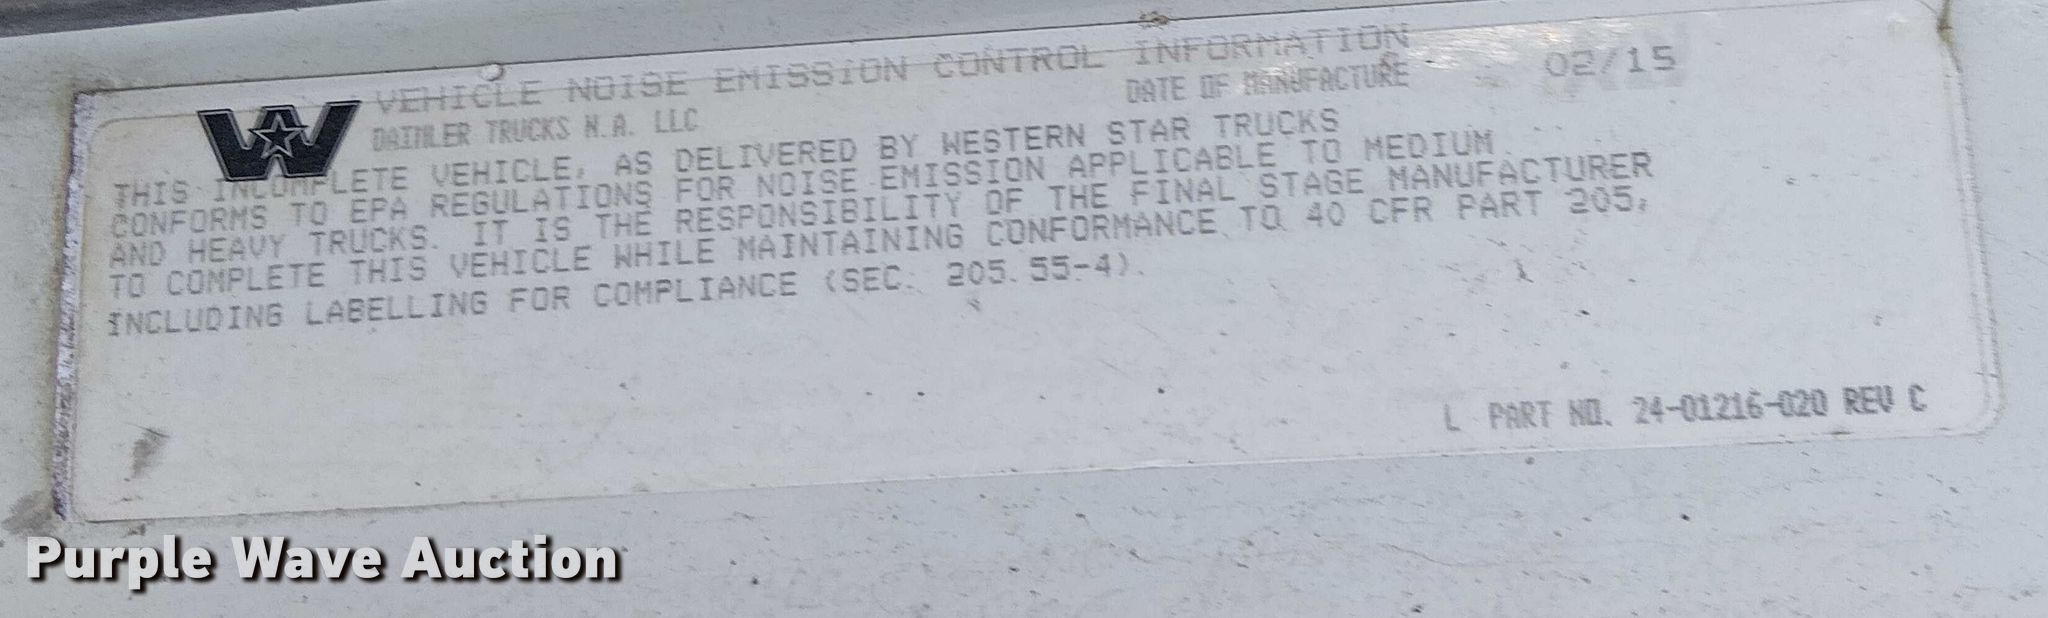 VEHICLE NOISE EMISSION CONTROL INFORMATION
DAIMLER TRUCKS N.A. LLC DATE OF MANUFACTURE 02/15
THIS INCOMPLETE VEHICLE, AS DELIVERED BY WESTERN STAR TRUCKS
CONFORMS TO EPA REGULATIONS FOR NOISE EMISSION APPLICABLE TO MEDIUM
AND HEAVY TRUCKS. IT IS THE RESPONSIBILITY OF THE FINAL STAGE MANUFACTURER
TO COMPLETE THIS VEHICLE WHILE MAINTAINING CONFORMANCE TO 40 CFR PART 205,
INCLUDING LABELLING FOR COMPLIANCE (SEC. 205.55-4).
L PART NO. 24-01216-020 REV C
Purple Wave Auction